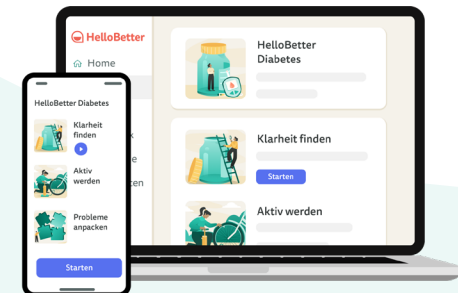 HelloBetter
Home
HelloBetter
Diabetes
Klarheit finden
Starten
Aktiv werden
HelloBetter Diabetes
Klarheit
finden
Aktiv
werden
Probleme
anpacken
Starten